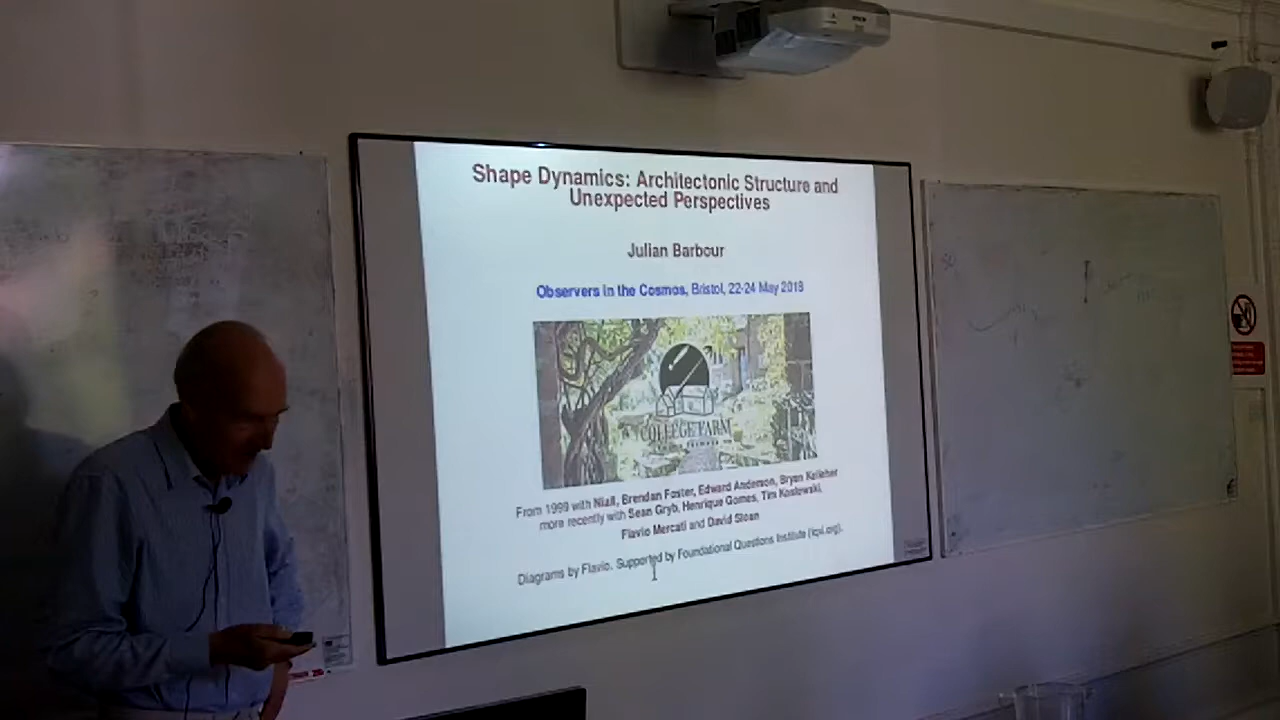 Shape Dynamics: Architectonic Structure and
Unexpected Perspectives
Julian Barbour
Observers in the Cosmos, Bristol, 22-24 May 2018
COLLEGE FARM
From 1999 with Niall, Brendan Foster, Edward Anderson, Bryan Kelleher
more recently with Sean Gryb, Henrique Gomes, Tim Koslowski,
Flavio Mercati and David Sloan
Diagrams by Flavio. Supported by Foundational Questions Institute (fqxi.org).